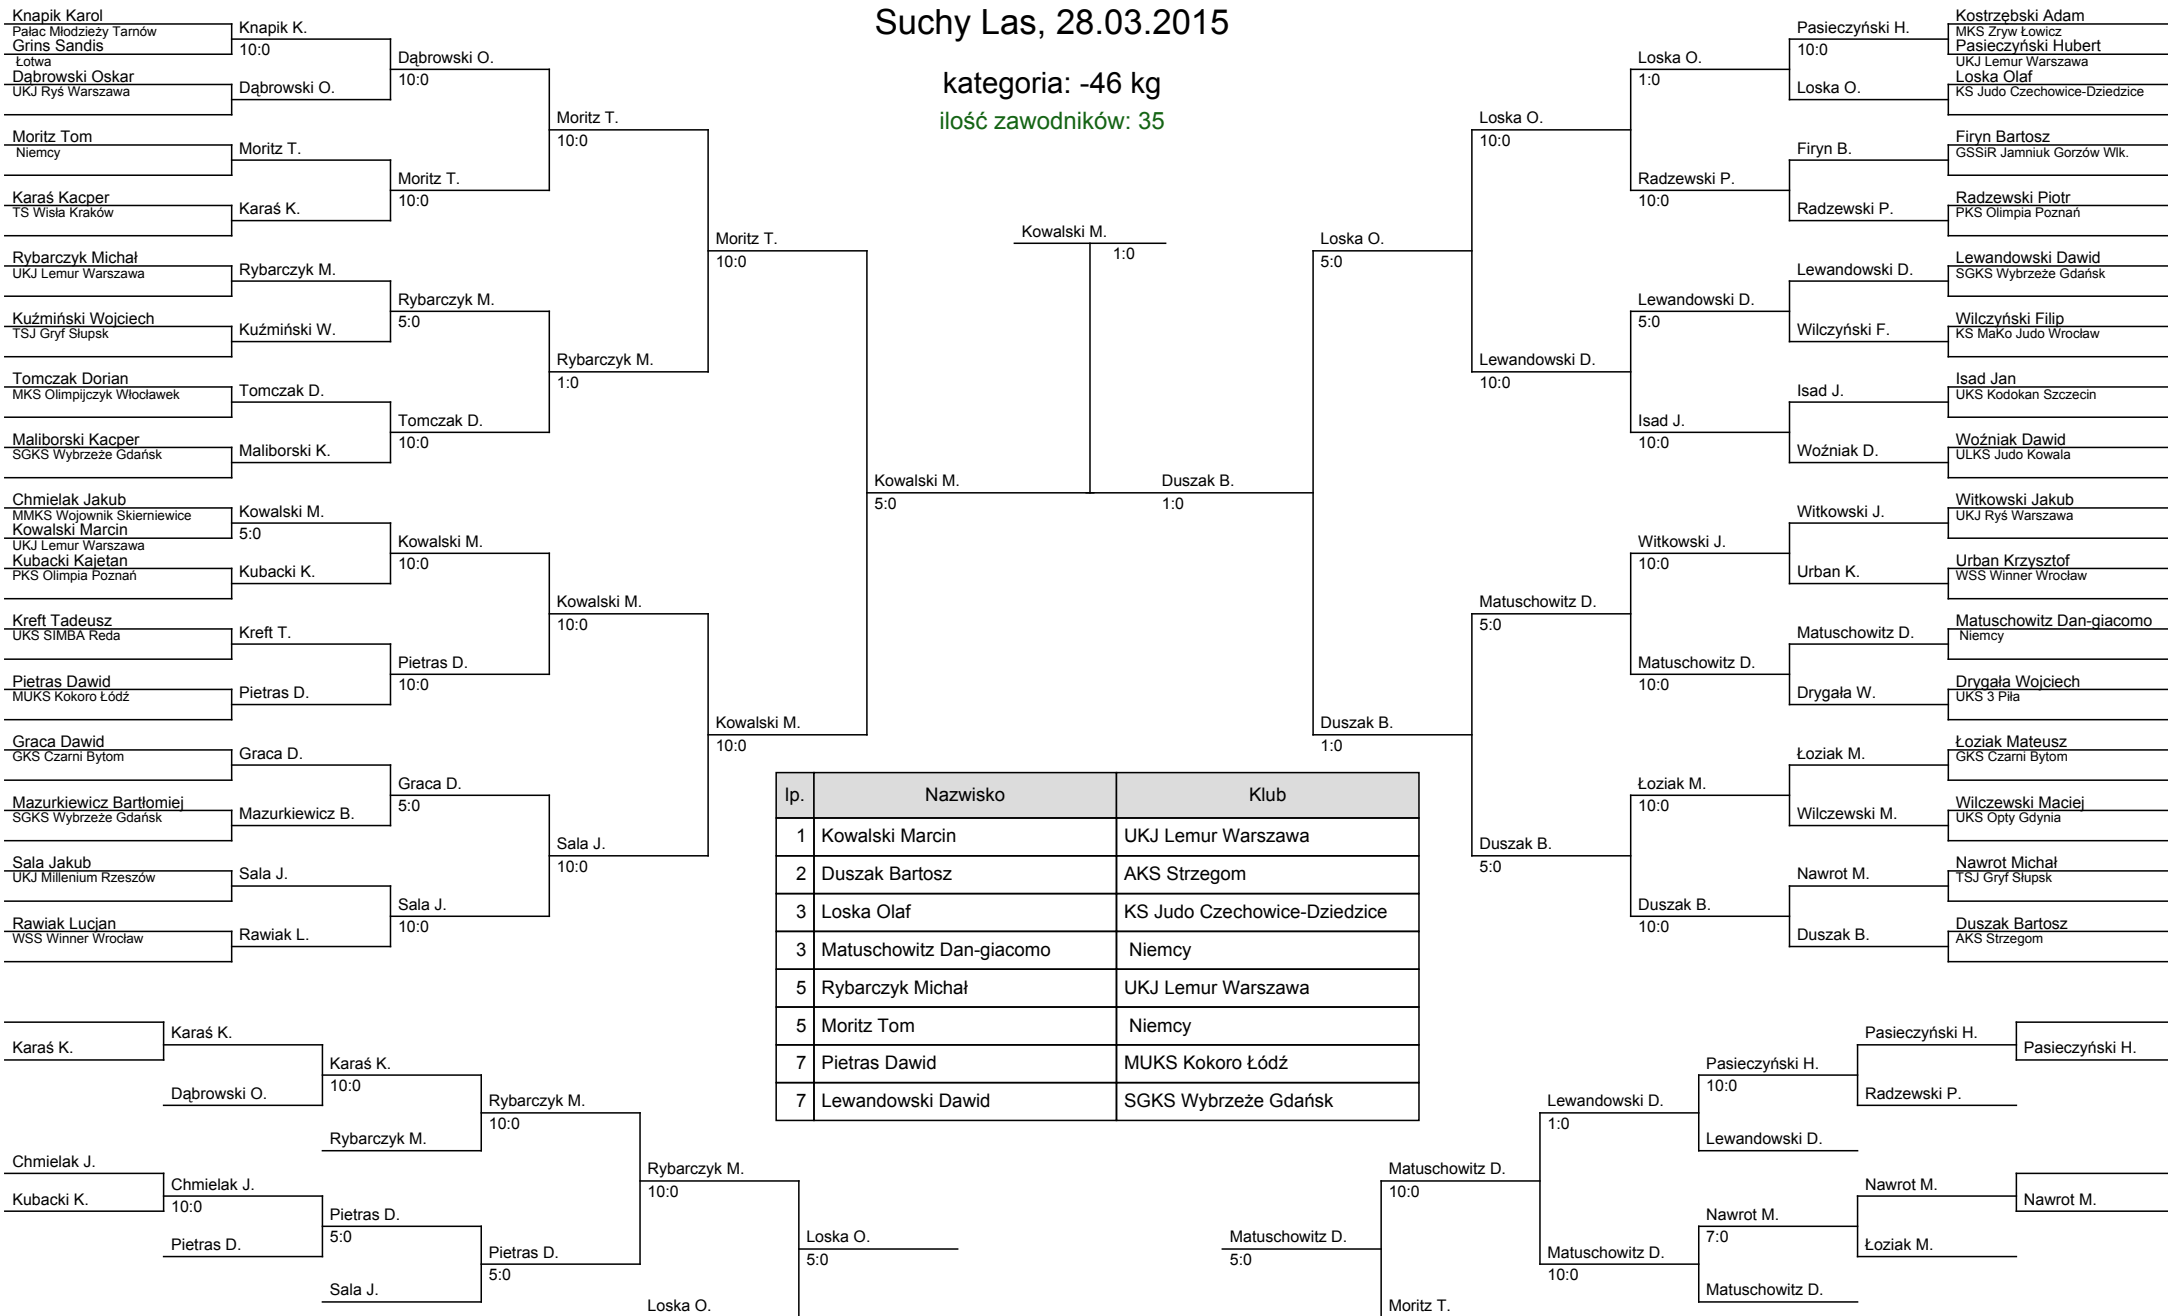 Suchy Las, 28.03.2015
kategoria: -46 kg
ilość zawodników: 35
Knapik Karol
Pałac Młodzieży Tarnów
Grins Sandis
Łotwa
Dąbrowski Oskar
UKJ Ryś Warszawa
Moritz Tom
Niemcy
Karaś Kacper
TS Wisła Kraków
Rybarczyk Michał
UKJ Lemur Warszawa
Kuźmiński Wojciech
TSJ Gryf Słupsk
Tomczak Dorian
MKS Olimpijczyk Włocławek
Maliborski Kacper
SGKS Wybrzeże Gdańsk
Chmielak Jakub
MMKS Wojownik Skierniewice
Kowalski Marcin
UKJ Lemur Warszawa
Kubacki Kajetan
PKS Olimpia Poznań
Kreft Tadeusz
UKS SIMBA Reda
Pietras Dawid
MUKS Kokoro Łódź
Graca Dawid
GKS Czarni Bytom
Mazurkiewicz Bartłomiej
SGKS Wybrzeże Gdańsk
Sala Jakub
UKJ Millenium Rzeszów
Rawiak Lucjan
WSS Winner Wrocław
Knapik K.
10:0
Dąbrowski O.
Moritz T.
Karaś K.
Rybarczyk M.
Kuźmiński W.
Tomczak D.
Maliborski K.
Kowalski M.
5:0
Kubacki K.
Kreft T.
Pietras D.
Graca D.
Mazurkiewicz B.
Sala J.
Rawiak L.
Dąbrowski O.
10:0
Moritz T.
10:0
Rybarczyk M.
5:0
Tomczak D.
10:0
Kowalski M.
10:0
Pietras D.
10:0
Graca D.
5:0
Sala J.
10:0
Moritz T.
10:0
Rybarczyk M.
1:0
Kowalski M.
10:0
Sala J.
10:0
Moritz T.
10:0
Kowalski M.
10:0
Kowalski M.
5:0
Kowalski M.
1:0
Duszak B.
1:0
Loska O.
5:0
Duszak B.
1:0
Loska O.
10:0
Lewandowski D.
10:0
Matuschowitz D.
5:0
Duszak B.
5:0
Loska O.
1:0
Radzewski P.
10:0
Lewandowski D.
5:0
Isad J.
10:0
Witkowski J.
10:0
Matuschowitz D.
10:0
Łoziak M.
10:0
Duszak B.
10:0
Pasieczyński H.
10:0
Loska O.
Firyn B.
Radzewski P.
Lewandowski D.
Wilczyński F.
Isad J.
Woźniak D.
Witkowski J.
Urban K.
Matuschowitz D.
Drygała W.
Łoziak M.
Wilczewski M.
Nawrot M.
Duszak B.
Kostrzębski Adam
MKS Zryw Łowicz
Pasieczyński Hubert
UKJ Lemur Warszawa
Loska Olaf
KS Judo Czechowice-Dziedzice
Firyn Bartosz
GSSiR Jamniuk Gorzów Wlk.
Radzewski Piotr
PKS Olimpia Poznań
Lewandowski Dawid
SGKS Wybrzeże Gdańsk
Wilczyński Filip
KS MaKo Judo Wrocław
Isad Jan
UKS Kodokan Szczecin
Woźniak Dawid
ULKS Judo Kowala
Witkowski Jakub
UKJ Ryś Warszawa
Urban Krzysztof
WSS Winner Wrocław
Matuschowitz Dan-giacomo
Niemcy
Drygała Wojciech
UKS 3 Piła
Łoziak Mateusz
GKS Czarni Bytom
Wilczewski Maciej
UKS Opty Gdynia
Nawrot Michał
TSJ Gryf Słupsk
Duszak Bartosz
AKS Strzegom
lp. Nazwisko Klub
1 Kowalski Marcin UKJ Lemur Warszawa
2 Duszak Bartosz AKS Strzegom
3 Loska Olaf KS Judo Czechowice-Dziedzice
3 Matuschowitz Dan-giacomo Niemcy
5 Rybarczyk Michał UKJ Lemur Warszawa
5 Moritz Tom Niemcy
7 Pietras Dawid MUKS Kokoro Łódź
7 Lewandowski Dawid SGKS Wybrzeże Gdańsk
Karaś K.
Chmielak J.
Kubacki K.
Karaś K.
Dąbrowski O.
Chmielak J.
10:0
Pietras D.
Karaś K.
10:0
Rybarczyk M.
Pietras D.
5:0
Sala J.
Rybarczyk M.
10:0
Pietras D.
5:0
Rybarczyk M.
10:0
Loska O.
Loska O.
5:0
Matuschowitz D.
5:0
Matuschowitz D.
10:0
Moritz T.
Lewandowski D.
1:0
Matuschowitz D.
10:0
Pasieczyński H.
10:0
Lewandowski D.
Nawrot M.
7:0
Matuschowitz D.
Pasieczyński H.
Radzewski P.
Nawrot M.
Łoziak M.
Pasieczyński H.
Nawrot M.